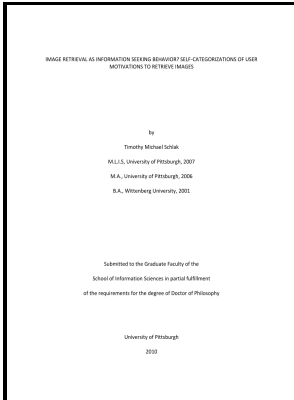 IMAGE RETRIEVAL AS INFORMATION SEEKING BEHAVIOR? SELF-CATEGORIZATIONS OF USER
MOTIVATIONS TO RETRIEVE IMAGES
by
Timothy Michael Schlak
M.L.I.S, University of Pittsburgh, 2007
M.A., University of Pittsburgh, 2006
B.A., Wittenberg University, 2001
Submitted to the Graduate Faculty of the
School of Information Sciences in partial fulfillment
of the requirements for the degree of Doctor of Philosophy
University of Pittsburgh
2010